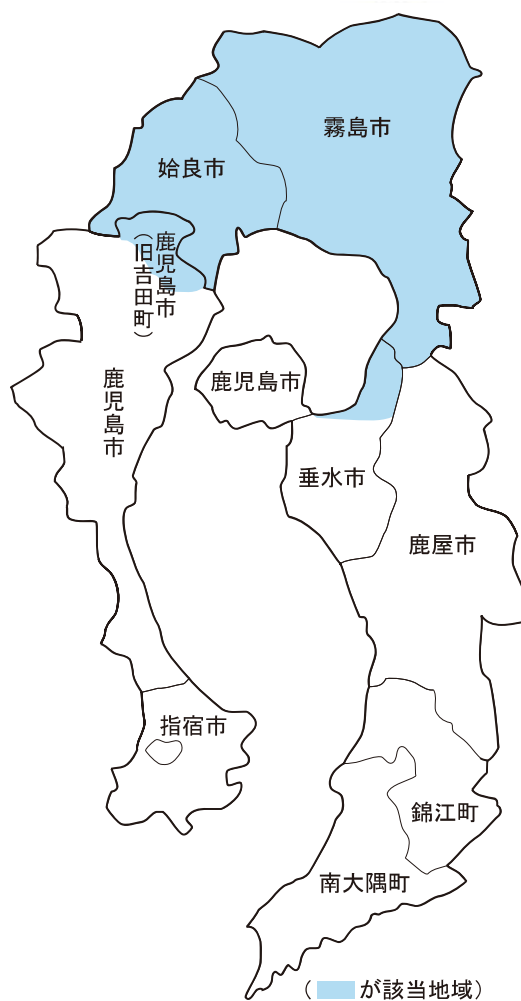 霧島市
姶良市
鹿児島市
（旧吉田町）
鹿児島市
鹿児島市
垂水市
鹿屋市
指宿市
錦江町
南大隅町
（ が該当地域）